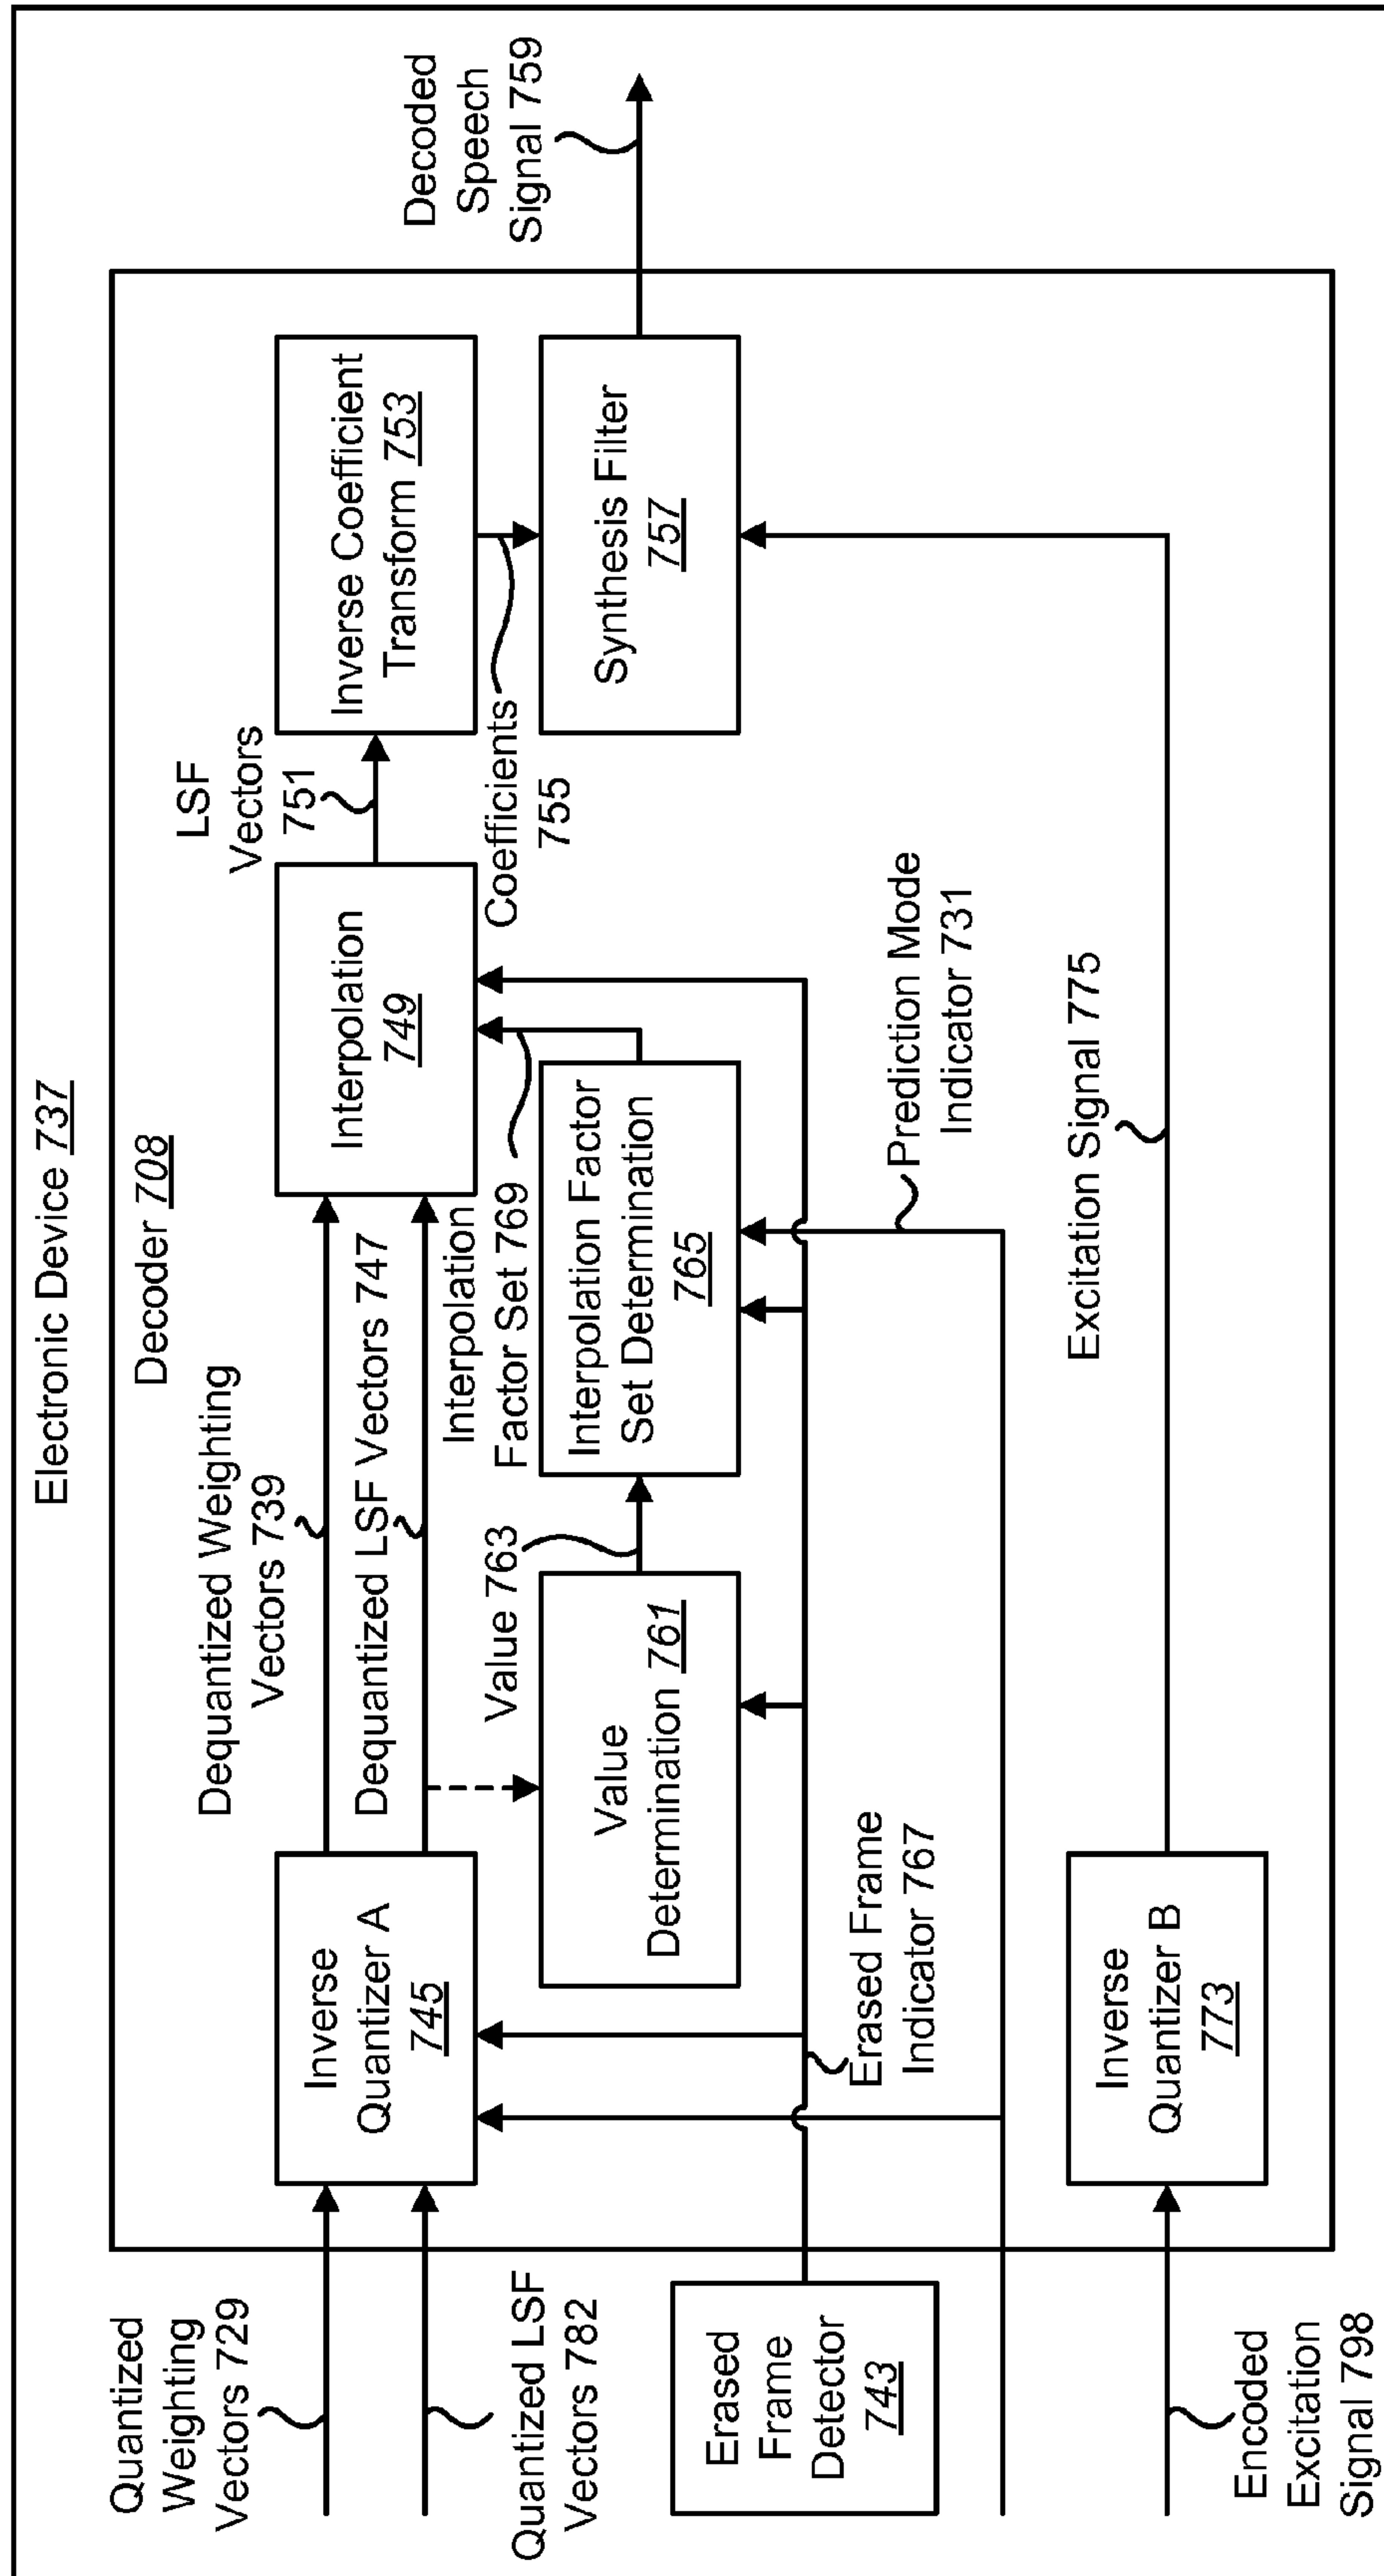 Electronic Device 737
Decoder 708
Quantized
Weighting
Vectors 729
Quantized LSF
Vectors 782
Erased
Frame
Detector
743
Encoded
Excitation
Signal 798
Inverse
Quantizer A
745
Dequantized Weighting
Vectors 739
Dequantized LSF Vectors 747
Value
Determination 761
Value 763
Erased Frame
Indicator 767
Inverse
Quantizer B
773
Interpolation
Factor Set 769
Interpolation Factor
Set Determination
765
Interpolation
749
Prediction Mode
Indicator 731
Excitation Signal 775
LSF
Vectors
751
Coefficients
755
Inverse Coefficient
Transform 753
Synthesis Filter
757
Decoded
Speech
Signal 759